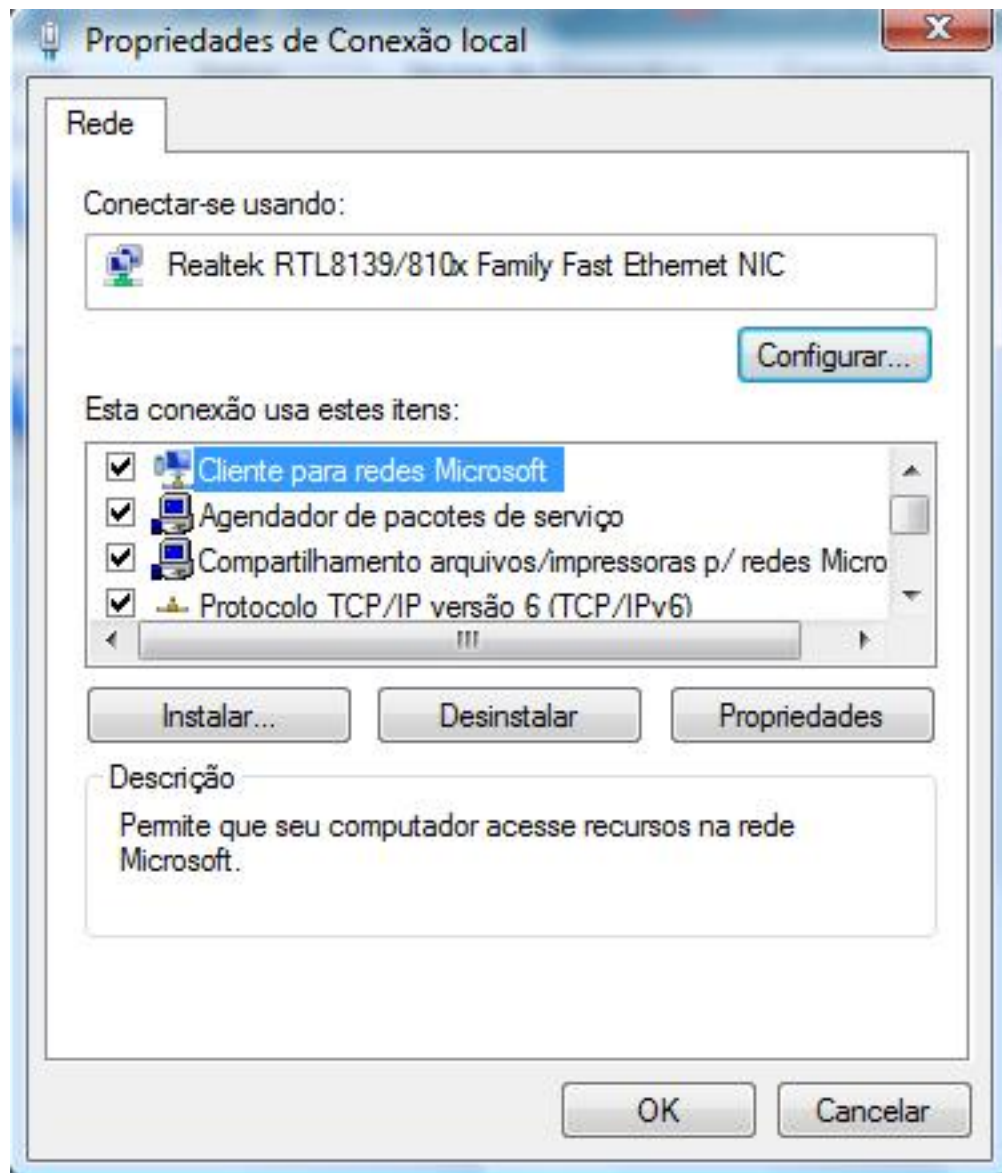 Propriedades de Conexão local
Rede
Conectar-se usando:
Realtek RTL8139/810x Family Fast Ethernet NIC
Configurar...
Esta conexão usa estes itens:
Cliente para redes Microsoft
Agendador de pacotes de serviço
Compartilhamento arquivos/impressoras p/ redes Micro
Protocolo TCP/IP versão 6 (TCP/IPv6)
Instalar...
Desinstalar
Propriedades
Descrição
Permite que seu computador acesse recursos na rede
Microsoft.
OK
Cancelar